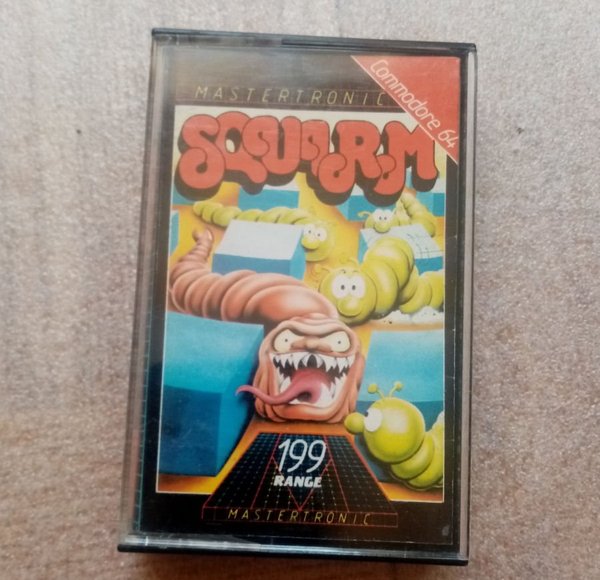 MASTERTRONIC
Commodore 64
SQUIRM
199
RANGE
MASTERTRONIC